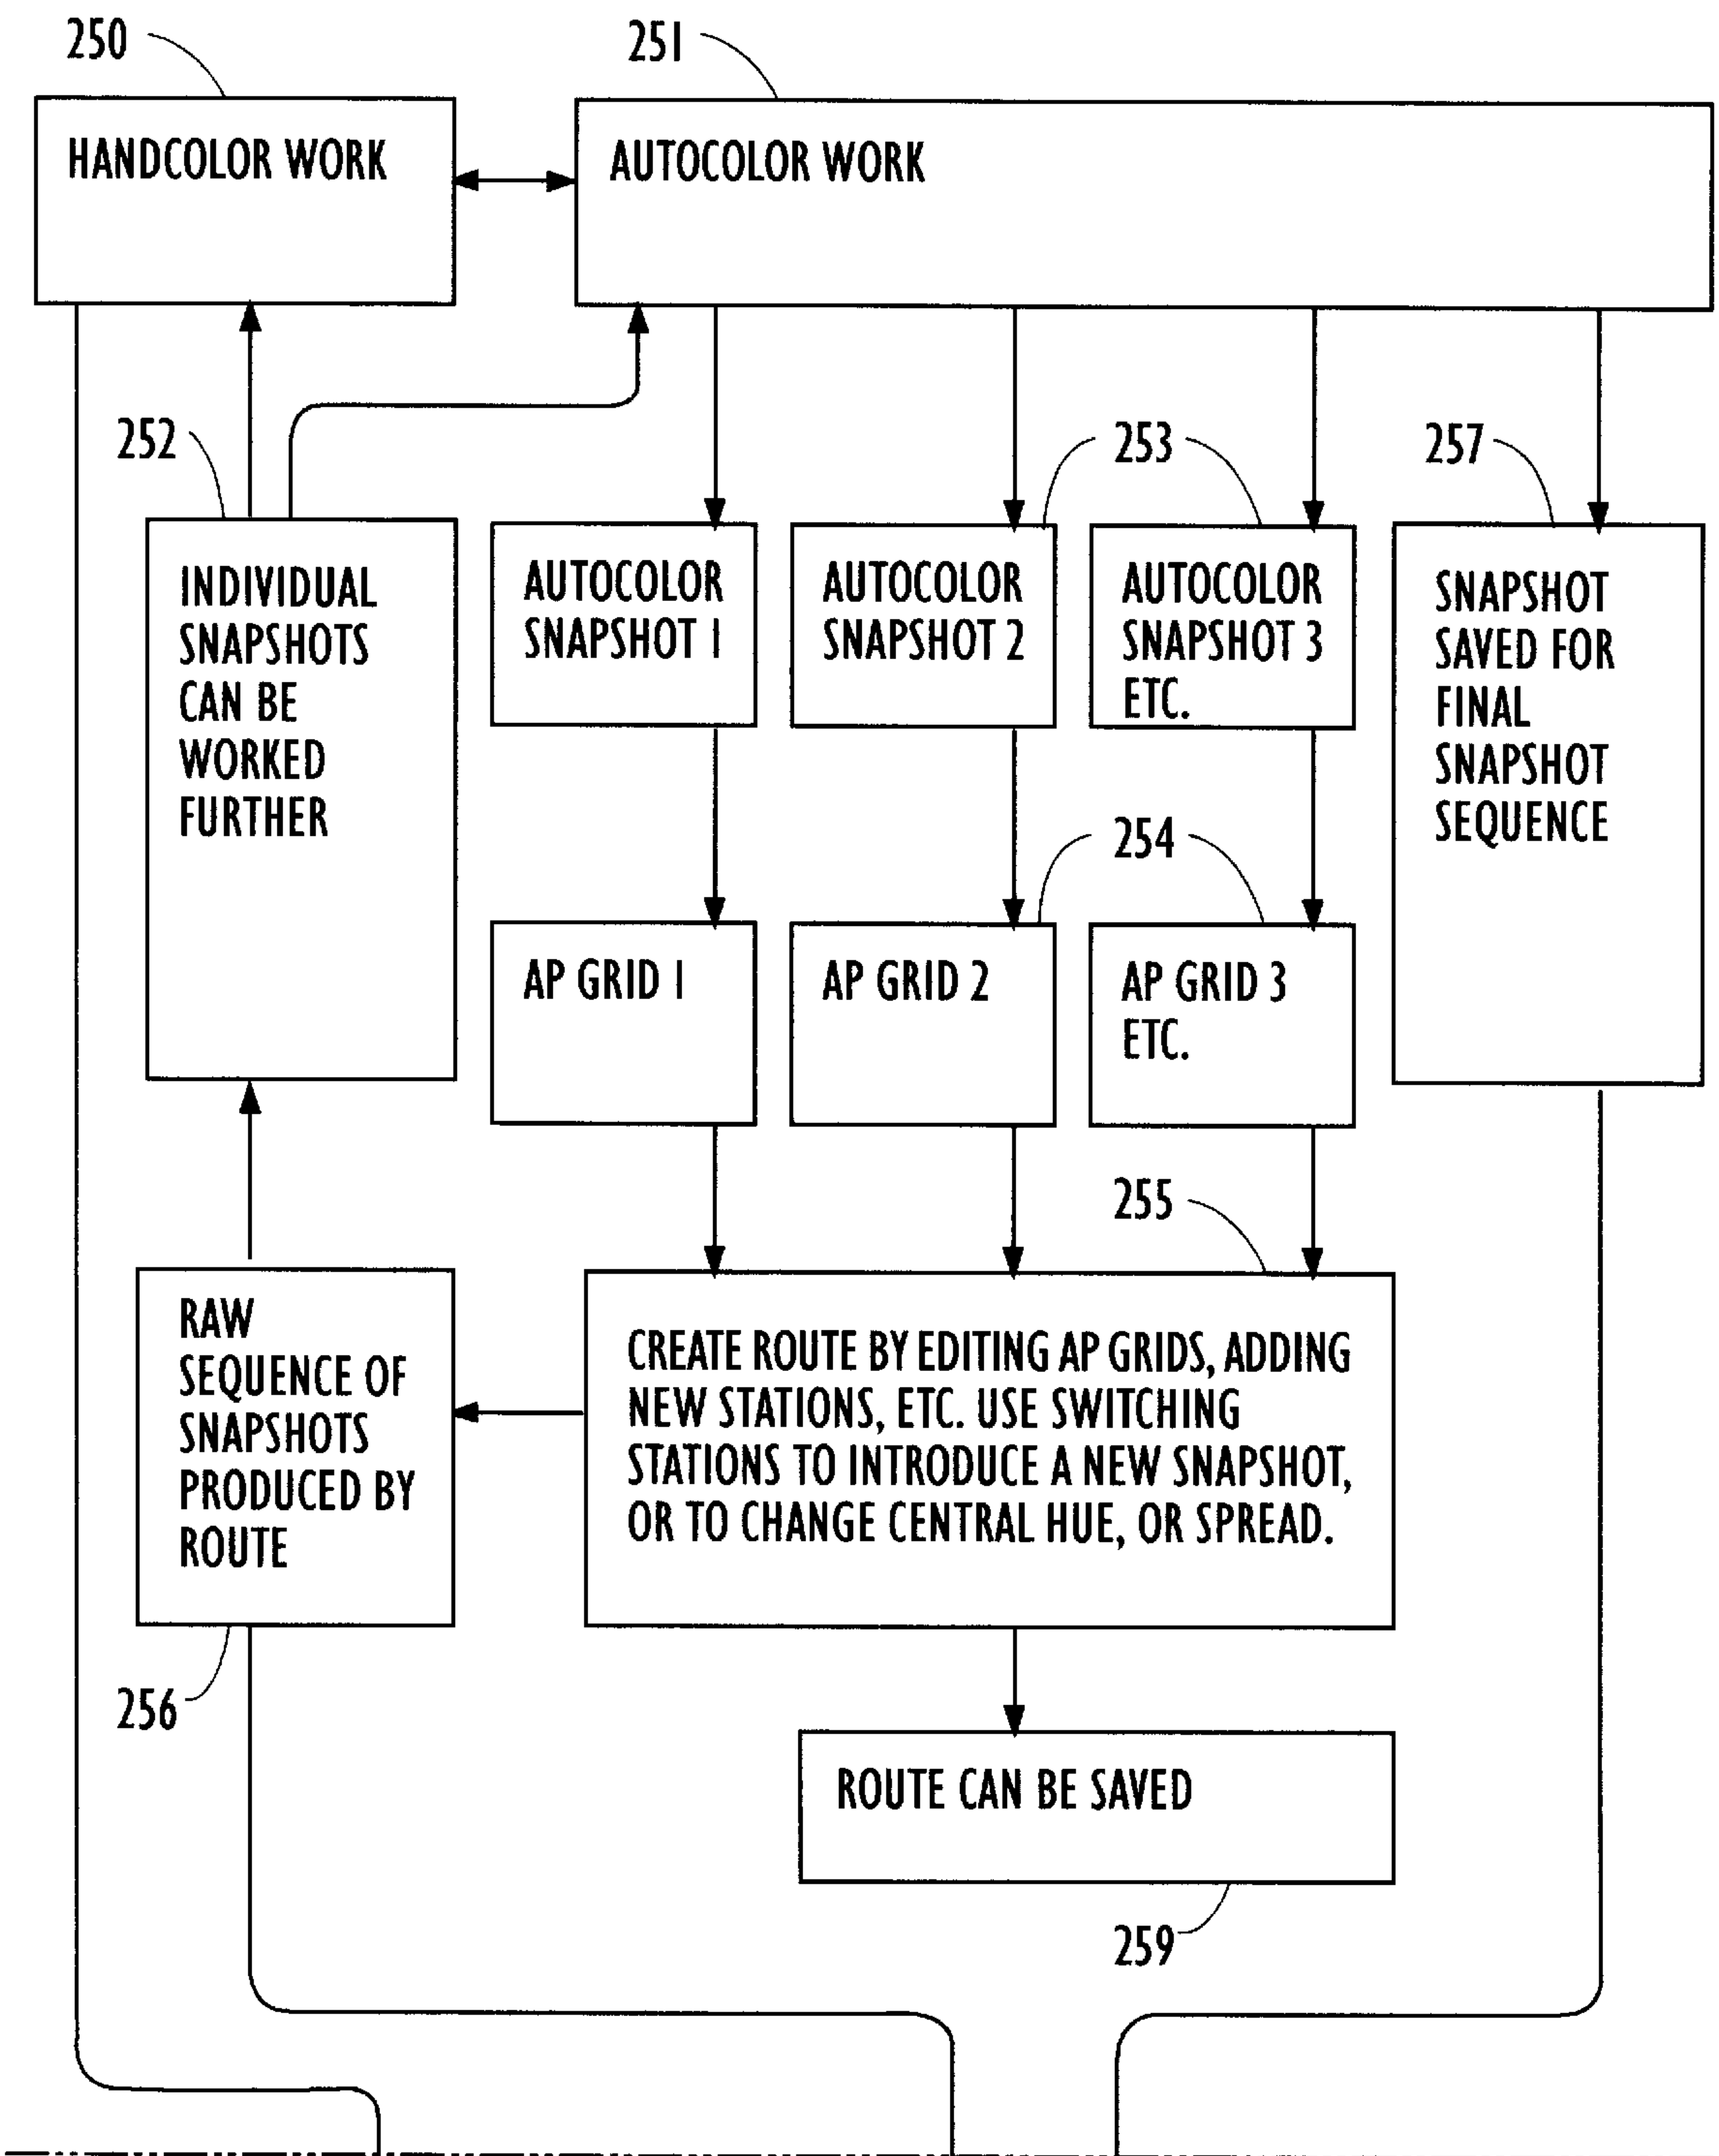 250
251
HANDCOLOR WORK
AUTOCOLOR WORK
252
253
257
INDIVIDUAL
SNAPSHOTS
CAN BE
WORKED
FURTHER
AUTOCOLOR
SNAPSHOT 1
AUTOCOLOR
SNAPSHOT 2
AUTOCOLOR
SNAPSHOT 3
ETC.
SNAPSHOT
SAVED FOR
FINAL
SNAPSHOT
SEQUENCE
254
AP GRID 1
AP GRID 2
AP GRID 3
ETC.
255
RAW
SEQUENCE OF
SNAPSHOTS
PRODUCED BY
ROUTE
CREATE ROUTE BY EDITING AP GRIDS, ADDING
NEW STATIONS, ETC. USE SWITCHING
STATIONS TO INTRODUCE A NEW SNAPSHOT,
OR TO CHANGE CENTRAL HUE, OR SPREAD.
256
ROUTE CAN BE SAVED
259